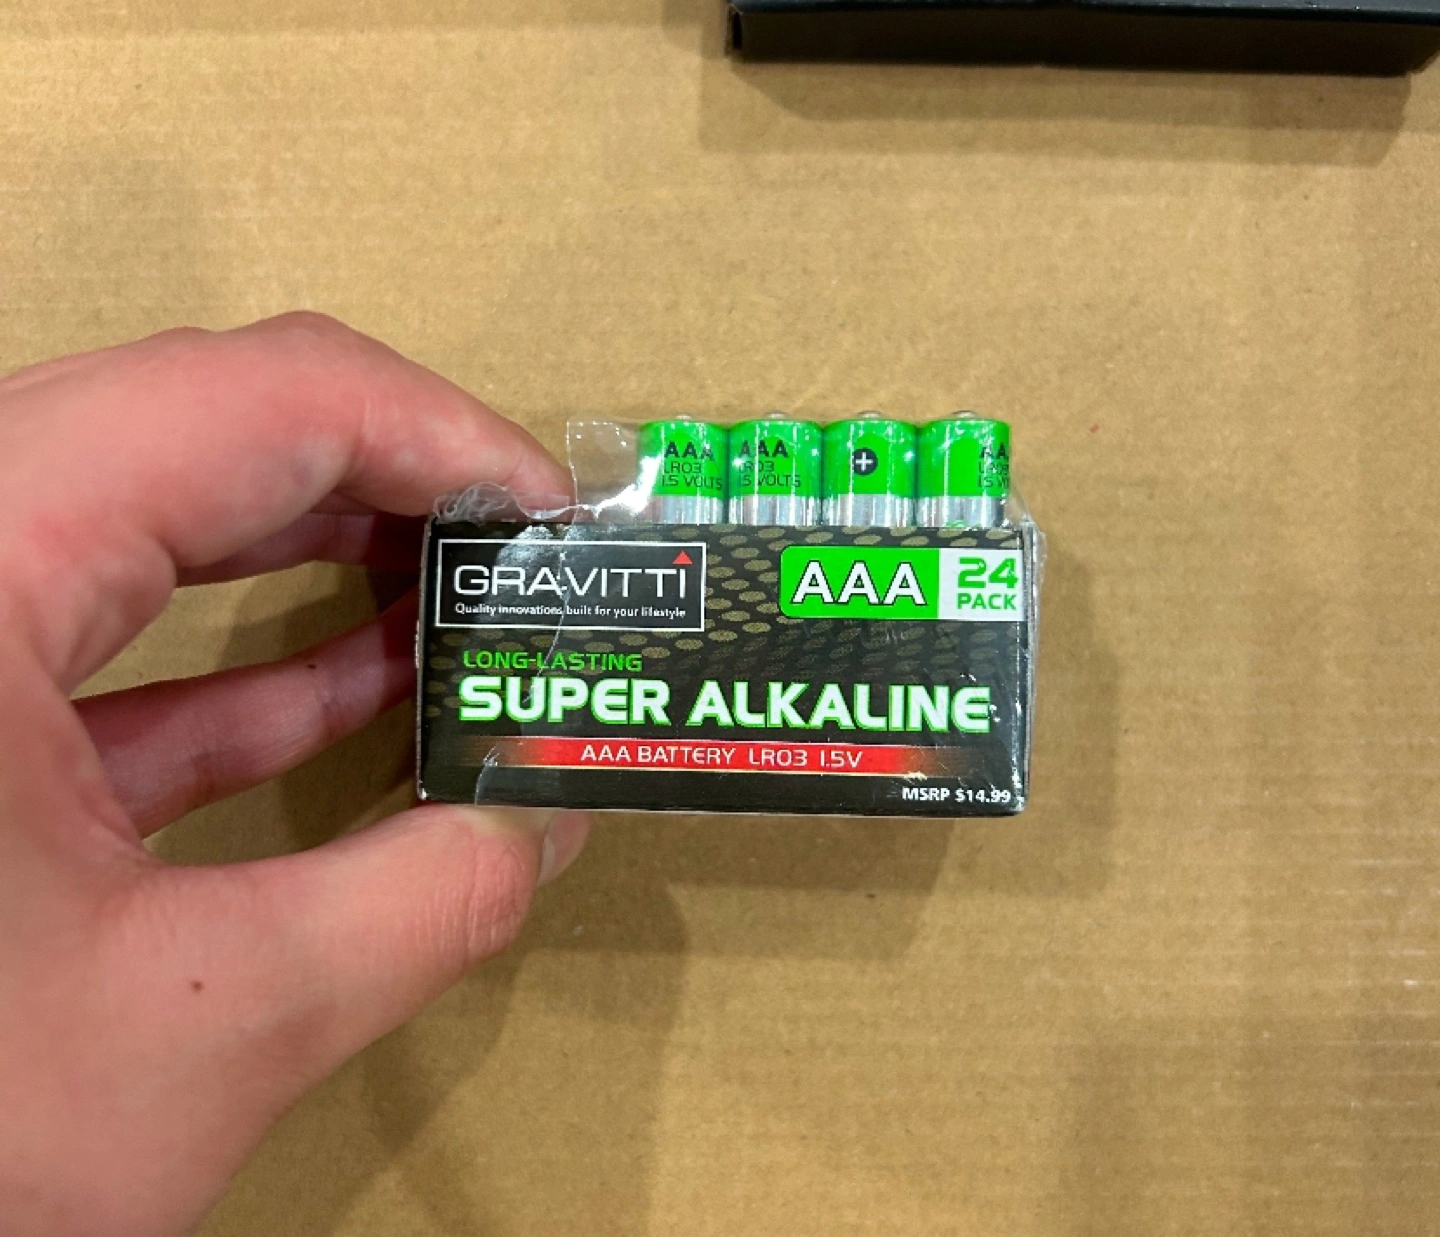 AAA
LR03
1.5 VOLTS
AAA
LR03
1.5 VOLTS
+
GRAVITTI
Quality innovations built for your lifestyle
AAA
24
PACK
LONG-LASTING
SUPER ALKALINE
AAA BATTERY LR03 1.5V
MSRP $14.99